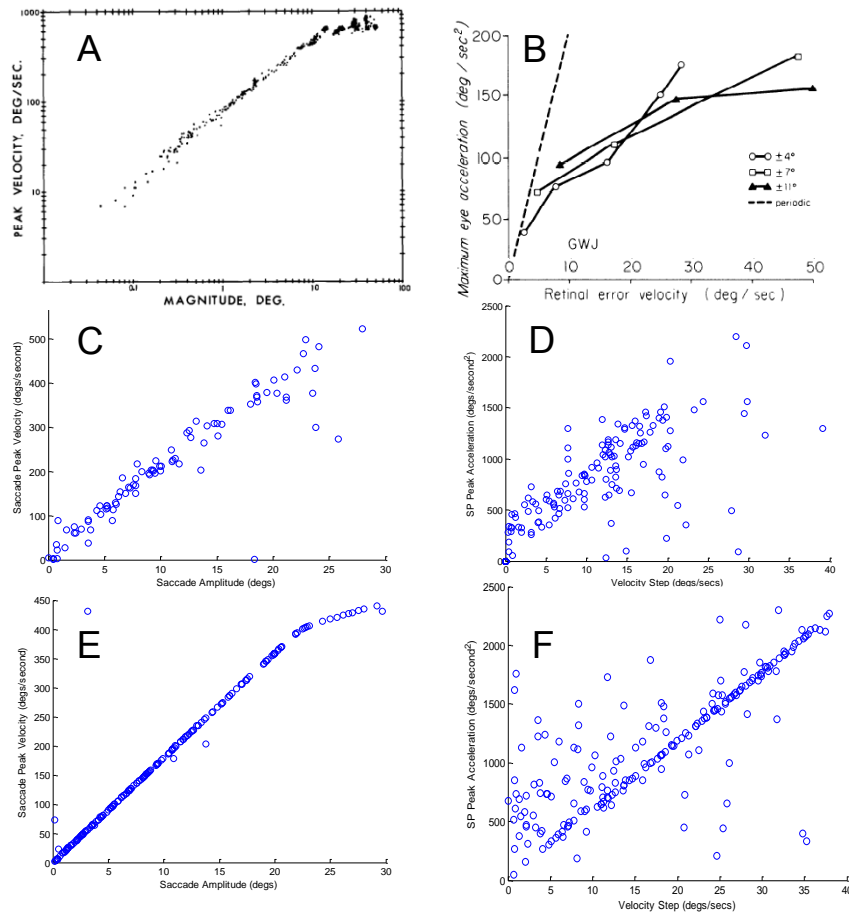 A
PEAK VELOCITY, DEG/SEC.
1000
100
10
0.1
1
10
100
MAGNITUDE, DEG.
B
Maximum eye acceleration (deg / sec²)
200
150
100
50
0
±4°
±7°
±11°
periodic
GWJ
0 10 20 30 40 50
Retinal error velocity (deg / sec)
C
Saccade Peak Velocity (degs/second)
500
400
300
200
100
0
0 5 10 15 20 25 30
Saccade Amplitude (degs)
D
SP Peak Acceleration (degs/second²)
2500
2000
1500
1000
500
0
0 5 10 15 20 25 30 35 40
Velocity Step (degs/secs)
E
Saccade Peak Velocity (degs/second)
450
400
350
300
250
200
150
100
50
0
0 5 10 15 20 25 30
Saccade Amplitude (degs)
F
SP Peak Acceleration (degs/second²)
2500
2000
1500
1000
500
0
0 5 10 15 20 25 30 35 40
Velocity Step (degs/secs)